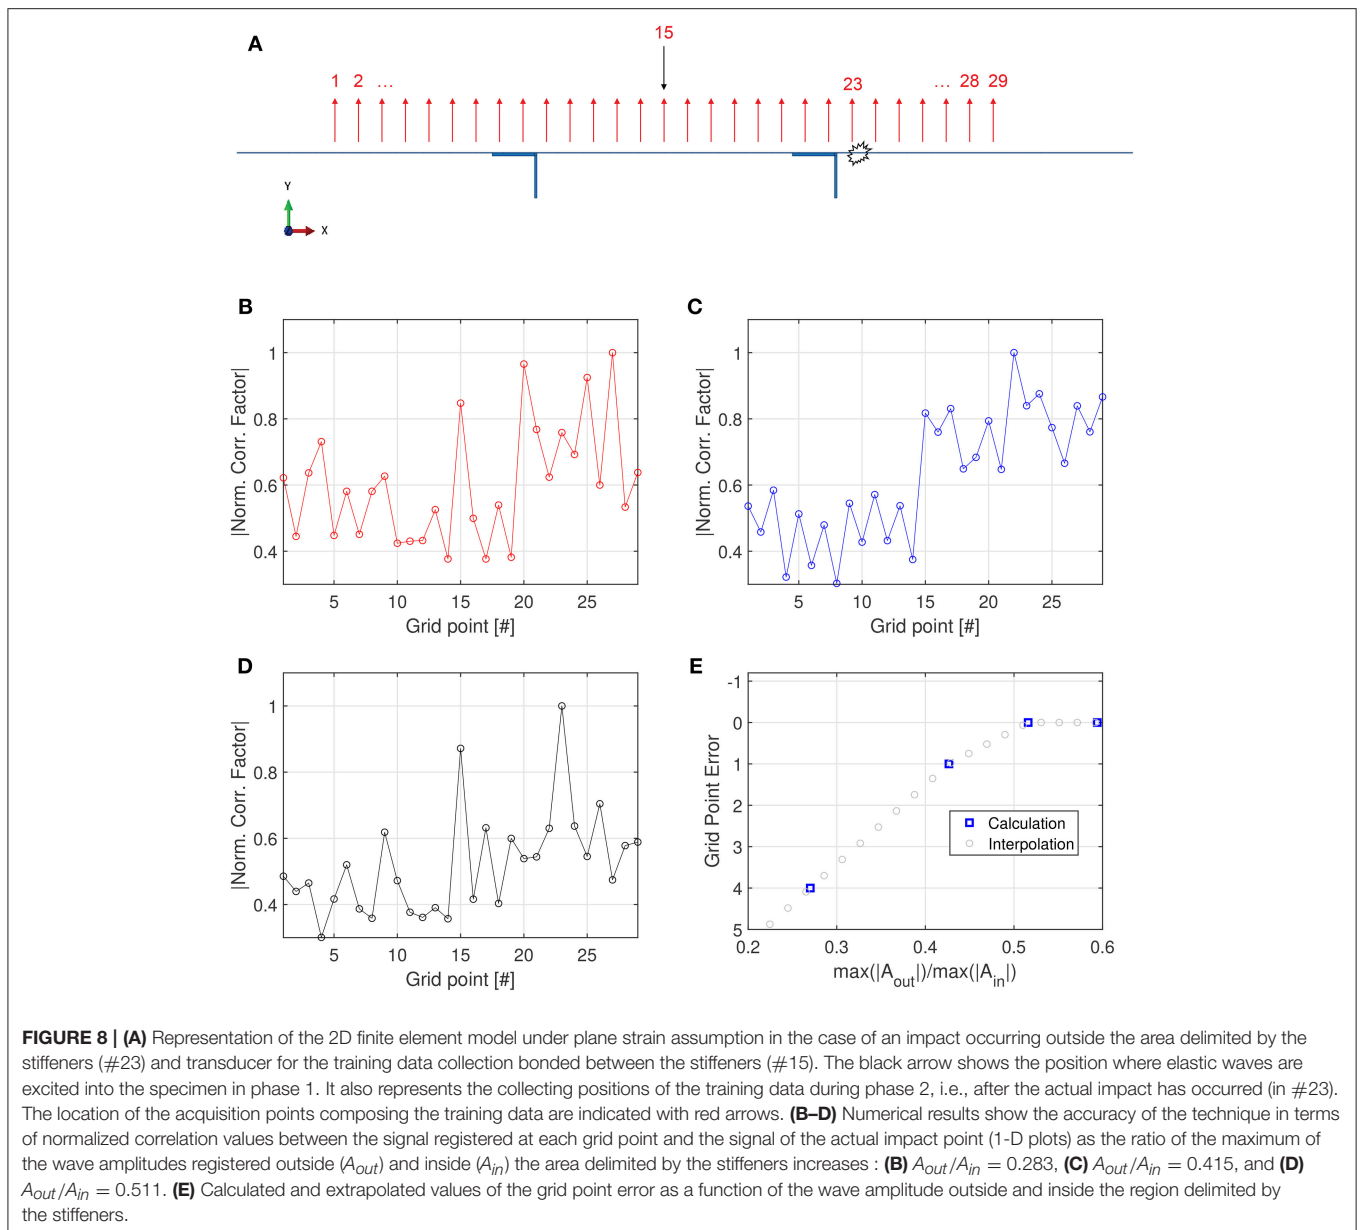 A
15
1 2 ... 23 ... 28 29
Y
X
B
|Norm. Corr. Factor|
1
0.8
0.6
0.4
5 10 15 20 25
Grid point [#]
C
|Norm. Corr. Factor|
1
0.8
0.6
0.4
5 10 15 20 25
Grid point [#]
D
|Norm. Corr. Factor|
1
0.8
0.6
0.4
5 10 15 20 25
Grid point [#]
E
Grid Point Error
-1
0
1
2
3
4
5
Calculation
Interpolation
0.2 0.3 0.4 0.5 0.6
max(|A_out|)/max(|A_in|)
FIGURE 8 | (A) Representation of the 2D finite element model under plane strain assumption in the case of an impact occurring outside the area delimited by the
stiffeners (#23) and transducer for the training data collection bonded between the stiffeners (#15). The black arrow shows the position where elastic waves are
excited into the specimen in phase 1. It also represents the collecting positions of the training data during phase 2, i.e., after the actual impact has occurred (in #23).
The location of the acquisition points composing the training data are indicated with red arrows. (B–D) Numerical results show the accuracy of the technique in terms
of normalized correlation values between the signal registered at each grid point and the signal of the actual impact point (1-D plots) as the ratio of the maximum of
the wave amplitudes registered outside (A_out) and inside (A_in) the area delimited by the stiffeners increases : (B) A_out/A_in = 0.283, (C) A_out/A_in = 0.415, and (D)
A_out/A_in = 0.511. (E) Calculated and extrapolated values of the grid point error as a function of the wave amplitude outside and inside the region delimited by
the stiffeners.